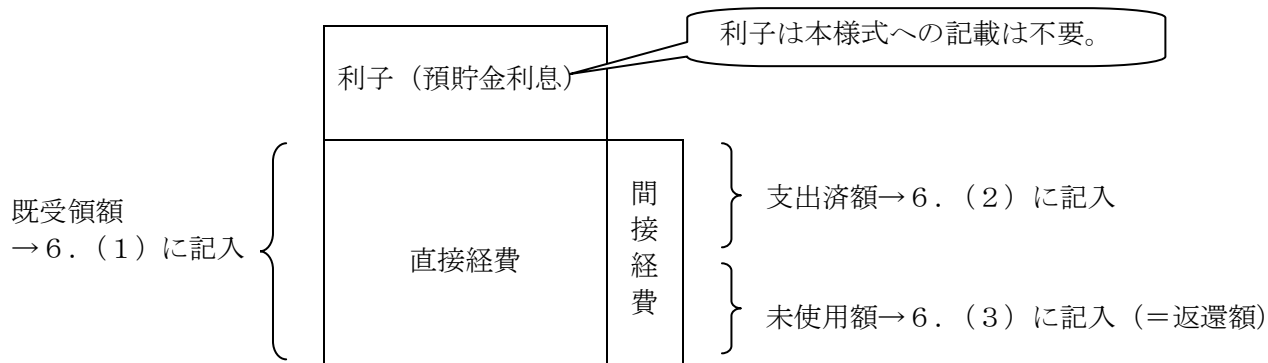 利子は本様式への記載は不要。
利子（預貯金利息）
既受領額
→６．（１）に記入
直接経費
間接経費
支出済額→６．（２）に記入
未使用額→６．（３）に記入（＝返還額）